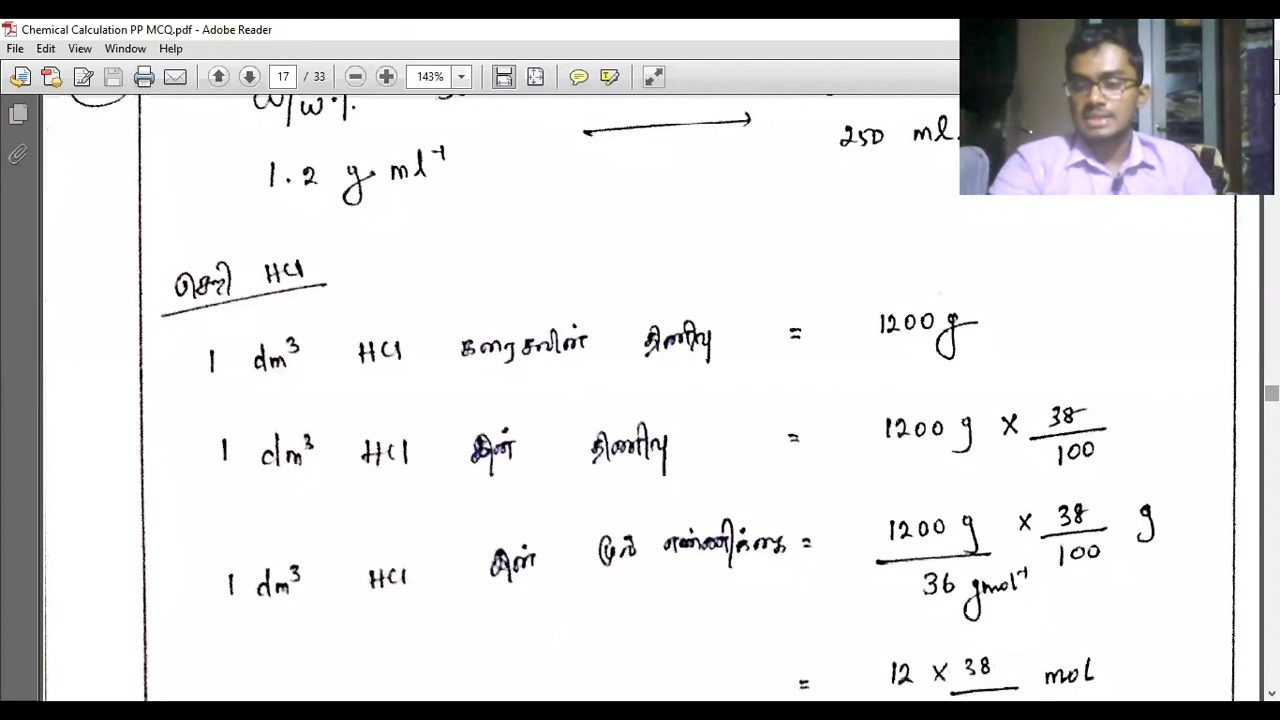 Chemical Calculation PP MCQ.pdf - Adobe Reader
File Edit View Window Help
17 / 33 143%
w/w %.
250 ml
1.2 g ml⁻¹
செறி HCl
1 dm³ HCl கரைசலின் திணிவு = 1200 g
1 dm³ HCl இன் திணிவு = 1200 g × 38/100
1 dm³ HCl இன் மூல் எண்ணிக்கை = 1200 g / 36 gmol⁻¹ × 38/100 g
= 12 × 38 mol